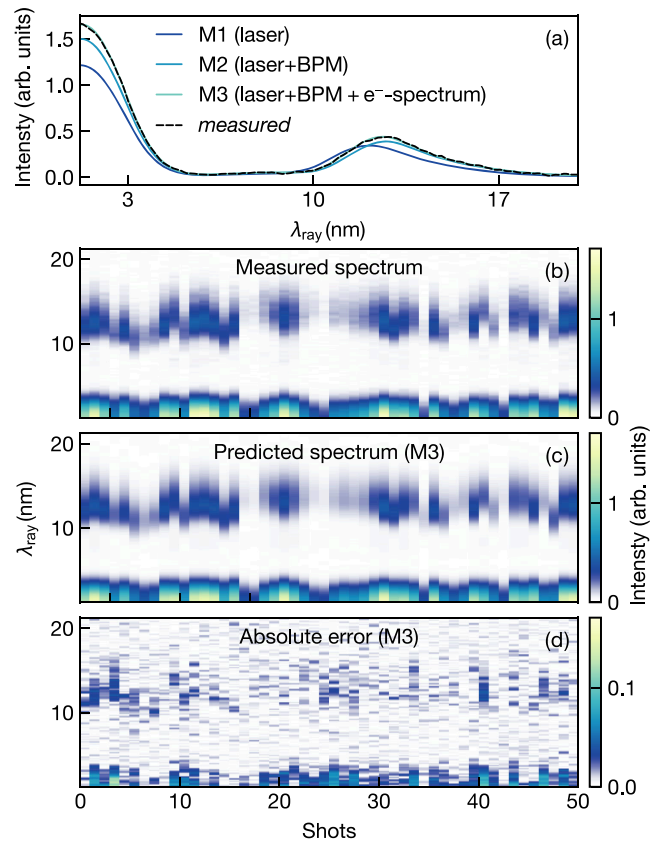 (a)
Intensty (arb. units)
1.5
1.0
0.5
0.0
M1 (laser)
M2 (laser+BPM)
M3 (laser+BPM + e⁻-spectrum)
measured
3
10
17
λray (nm)
Measured spectrum
(b)
20
10
1
0
Predicted spectrum (M3)
(c)
20
10
λray (nm)
1
0
Intensty (arb. units)
Absolute error (M3)
(d)
20
10
0.1
0.0
0
10
20
30
40
50
Shots